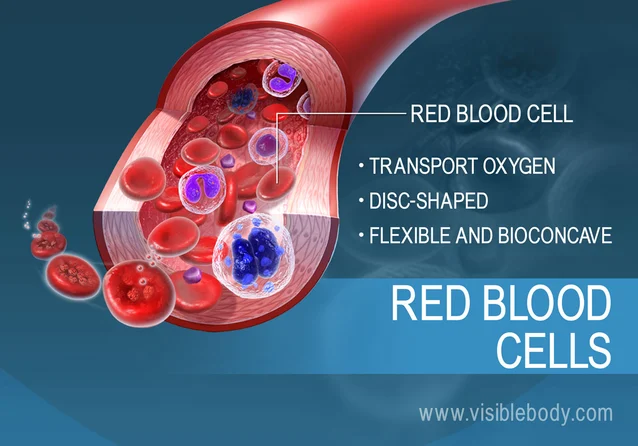 RED BLOOD CELL
• TRANSPORT OXYGEN
• DISC-SHAPED
• FLEXIBLE AND BIOCONCAVE
RED BLOOD
CELLS
www.visiblebody.com